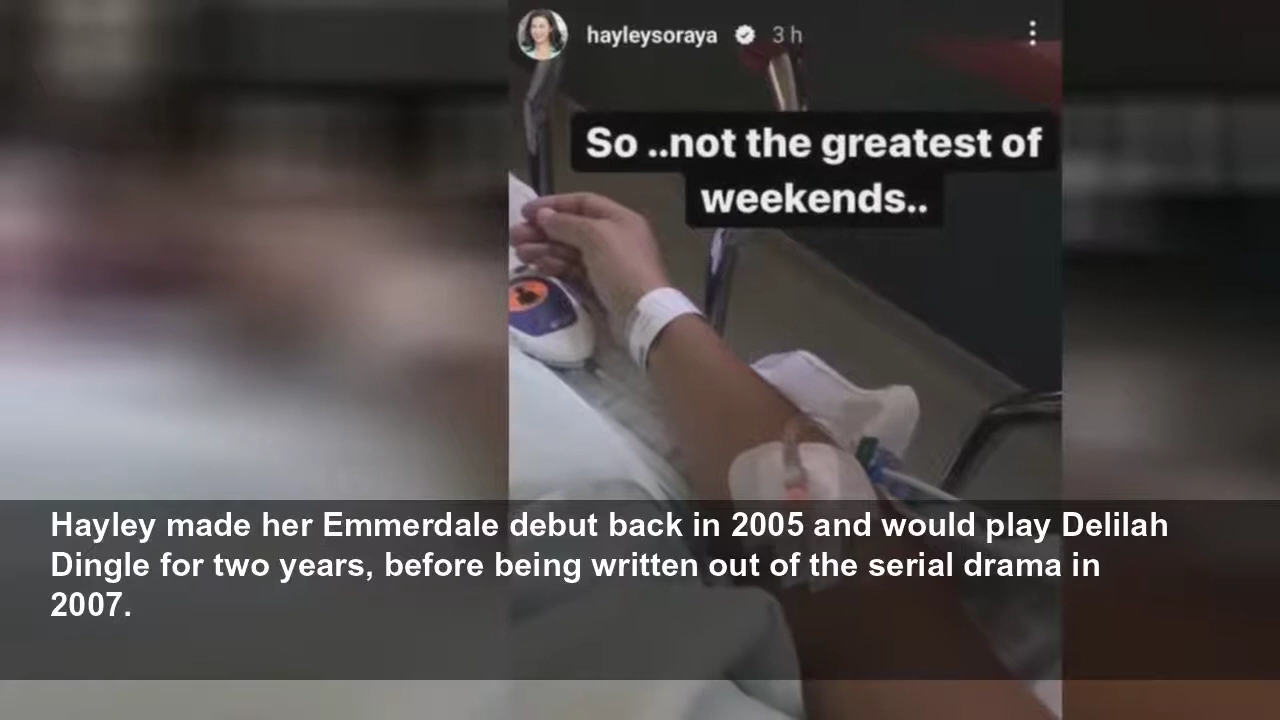 hayleysoraya 3 h
So ..not the greatest of
weekends..
Hayley made her Emmerdale debut back in 2005 and would play Delilah
Dingle for two years, before being written out of the serial drama in
2007.